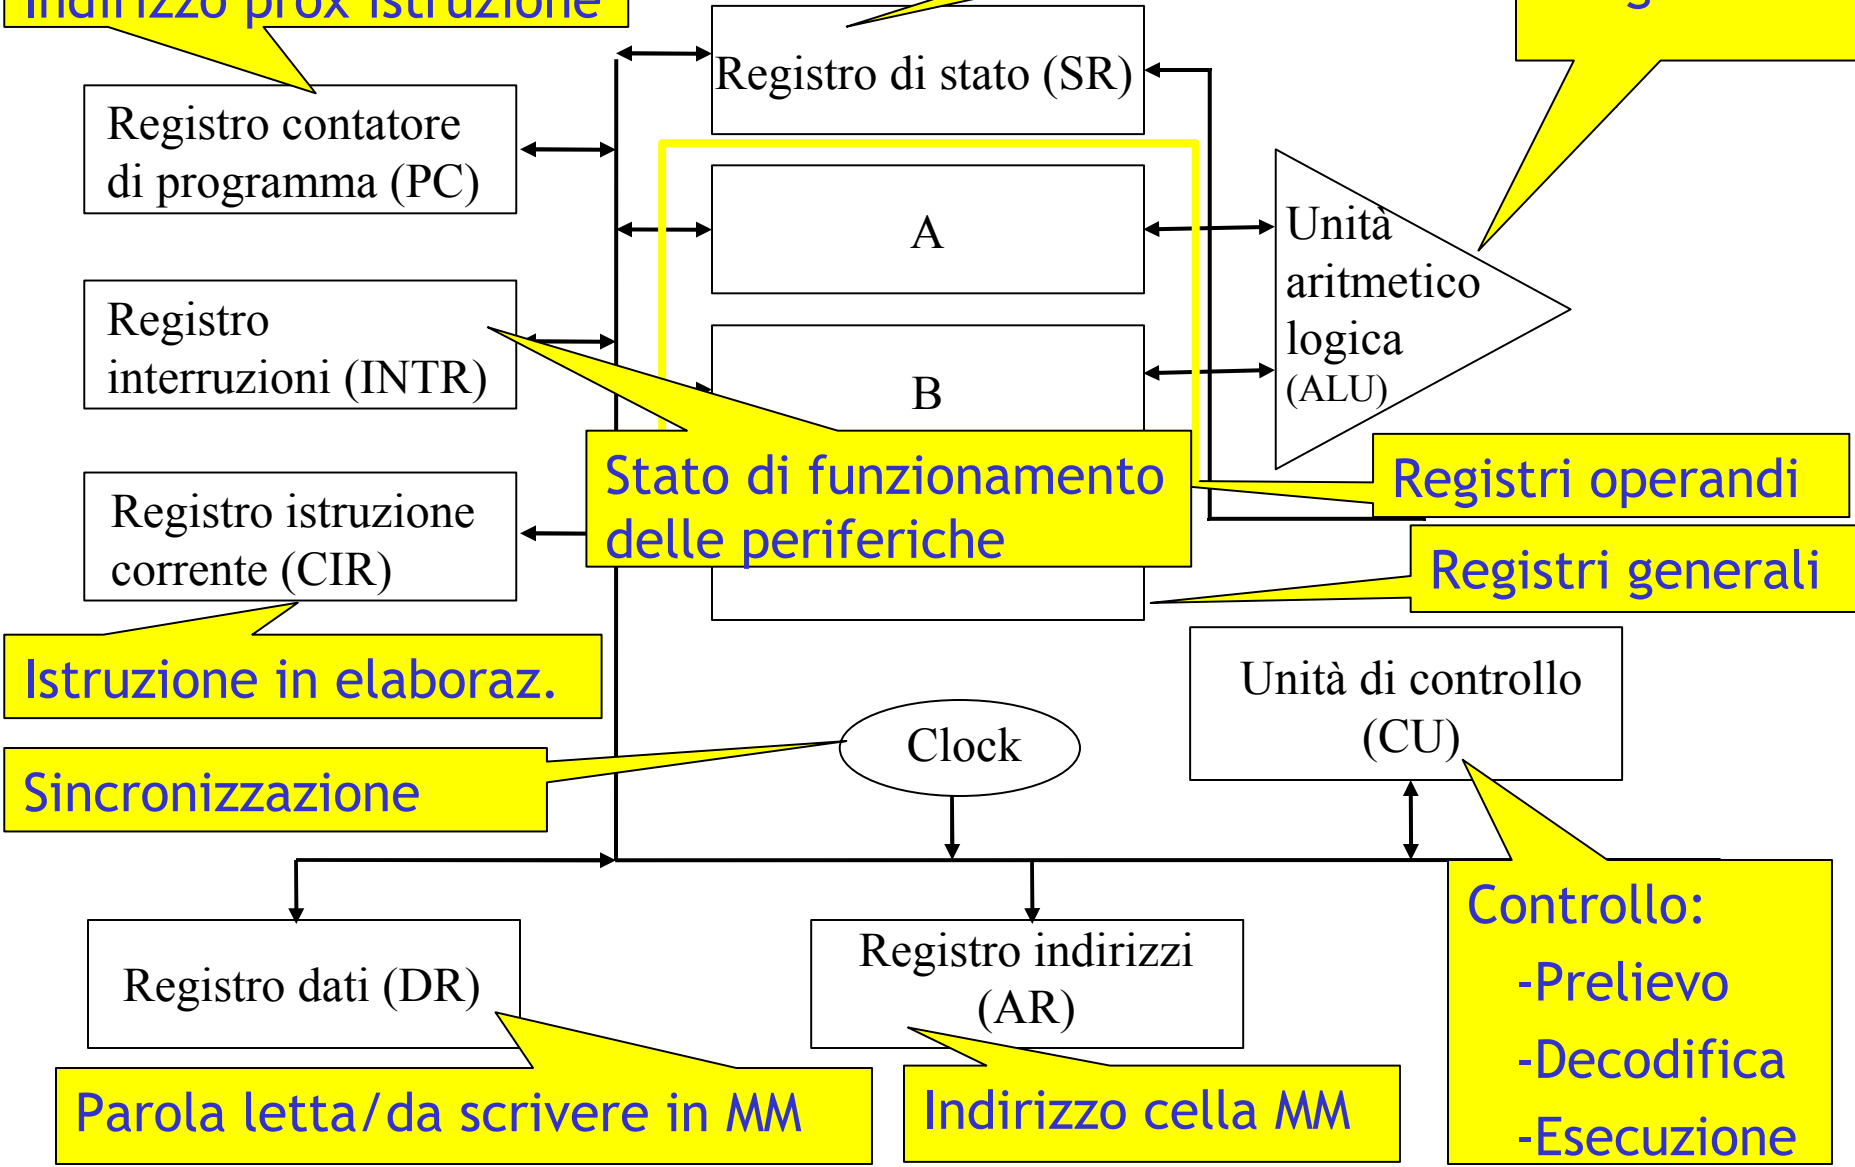 Indirizzo prox istruzione
Registro di stato (SR)
Registro contatore
di programma (PC)
A
Unità
aritmetico
logica
(ALU)
Registro
interruzioni (INTR)
B
Stato di funzionamento
delle periferiche
Registri operandi
Registro istruzione
corrente (CIR)
Registri generali
Istruzione in elaboraz.
Unità di controllo
(CU)
Clock
Sincronizzazione
Controllo:
-Prelievo
-Decodifica
-Esecuzione
Registro dati (DR)
Registro indirizzi
(AR)
Parola letta/da scrivere in MM
Indirizzo cella MM